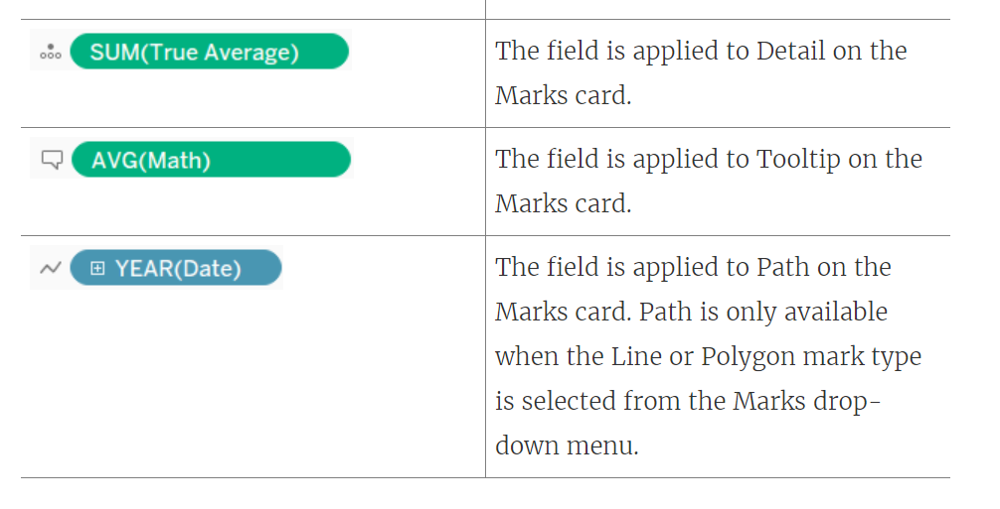 SUM(True Average)
The field is applied to Detail on the
Marks card.
AVG(Math)
The field is applied to Tooltip on the
Marks card.
YEAR(Date)
The field is applied to Path on the
Marks card. Path is only available
when the Line or Polygon mark type
is selected from the Marks drop-
down menu.